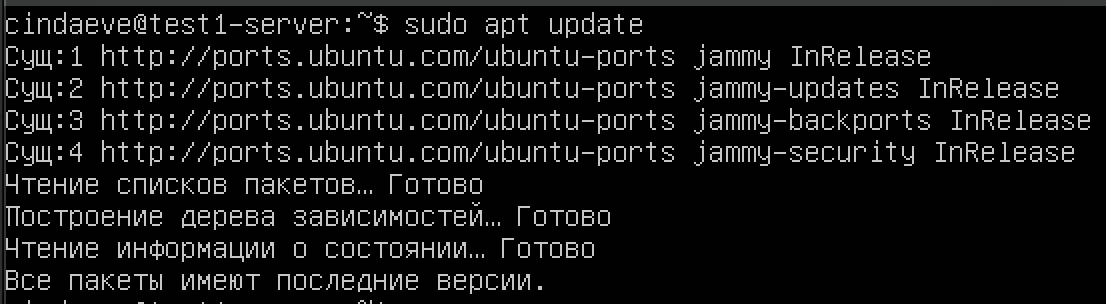 cindaeve@test1-server:~$ sudo apt update
Сущ:1 http://ports.ubuntu.com/ubuntu-ports jammy InRelease
Сущ:2 http://ports.ubuntu.com/ubuntu-ports jammy-updates InRelease
Сущ:3 http://ports.ubuntu.com/ubuntu-ports jammy-backports InRelease
Сущ:4 http://ports.ubuntu.com/ubuntu-ports jammy-security InRelease
Чтение списков пакетов… Готово
Построение дерева зависимостей… Готово
Чтение информации о состоянии… Готово
Все пакеты имеют последние версии.